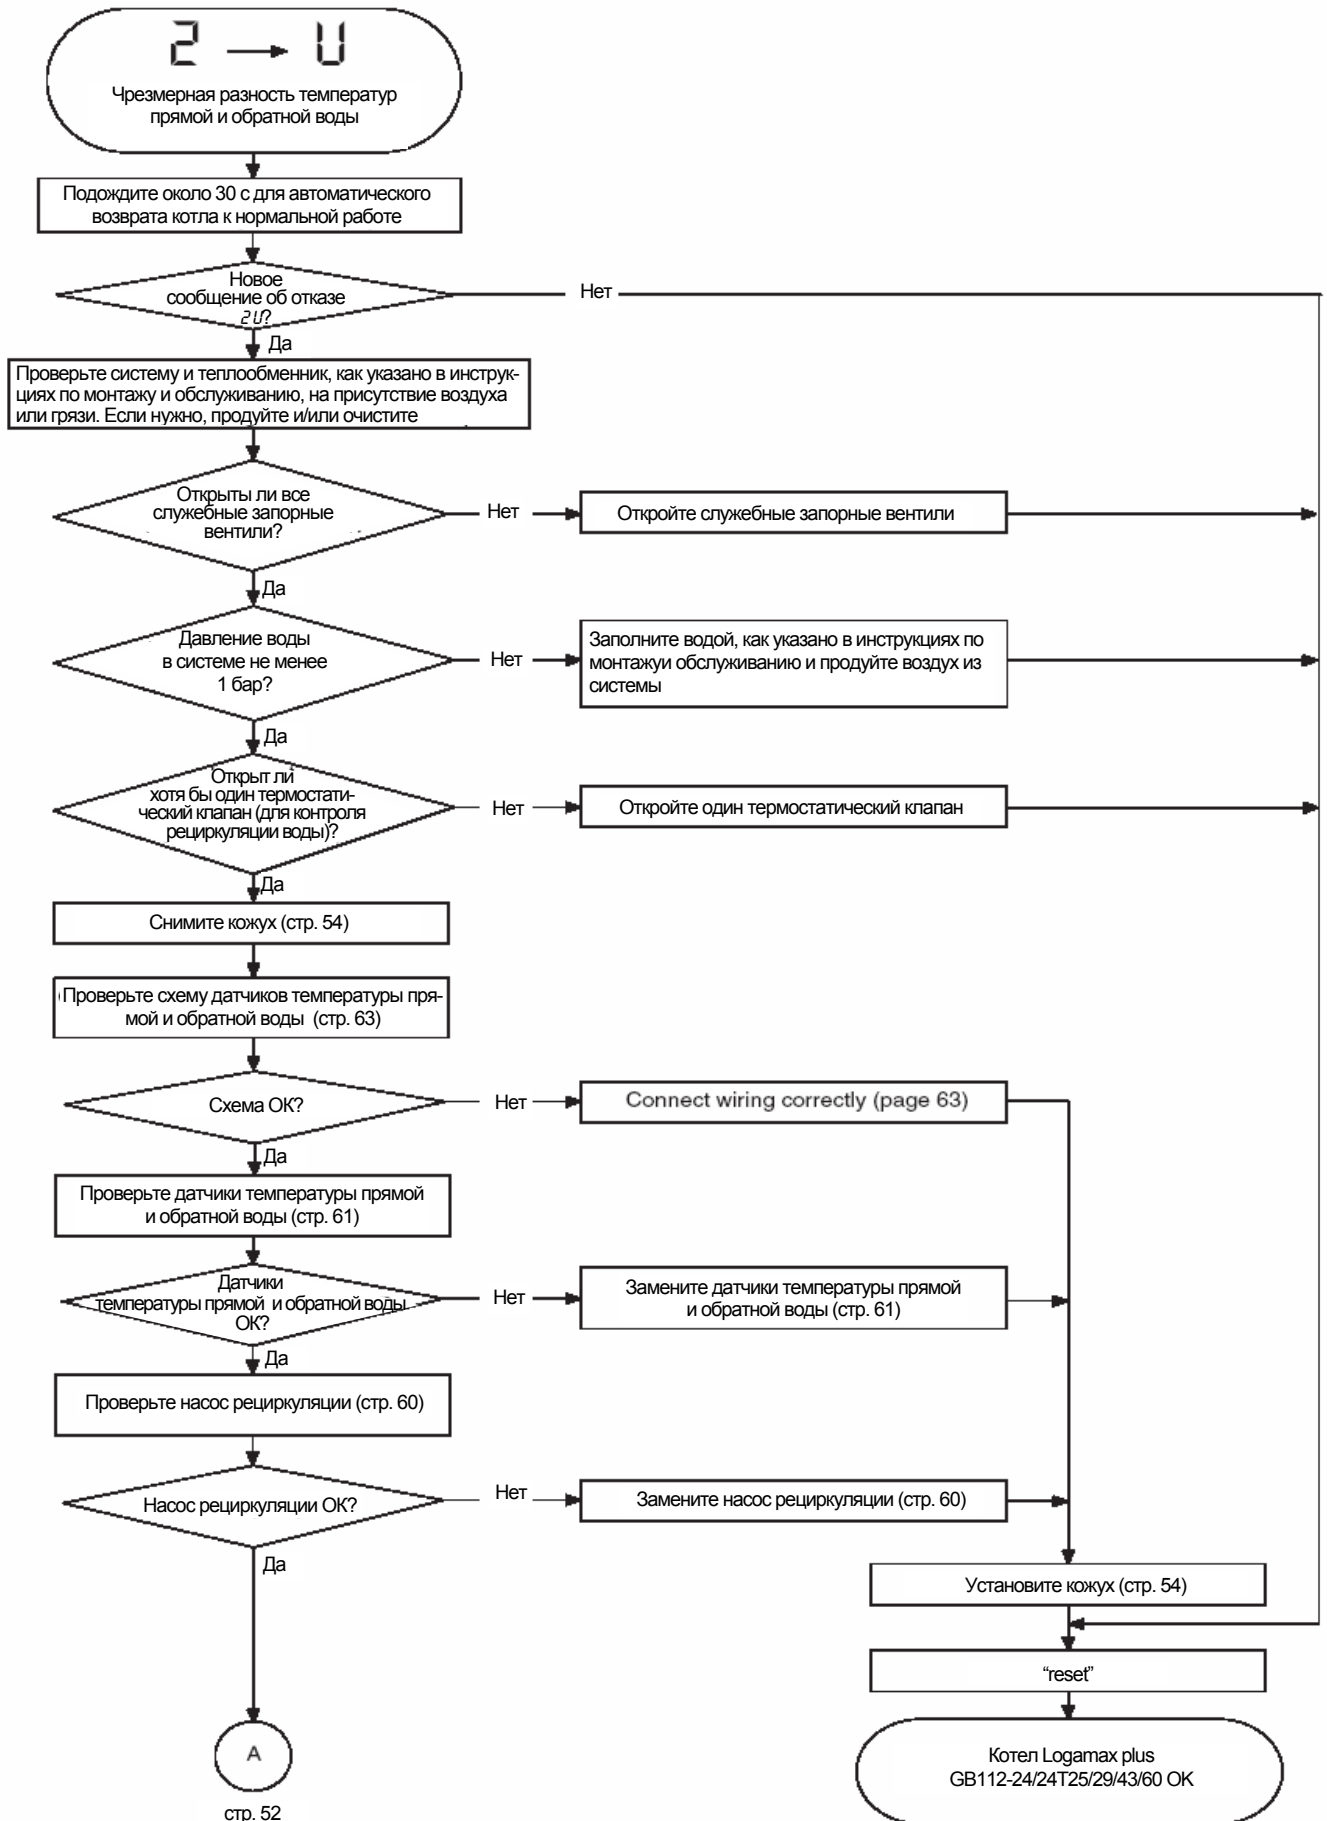 2 → U
Чрезмерная разность температур
прямой и обратной воды
Подождите около 30 с для автоматического
возврата котла к нормальной работе
Новое
сообщение об отказе
2U?
Нет
Да
Проверьте систему и теплообменник, как указано в инструк-
циях по монтажу и обслуживанию, на присутствие воздуха
или грязи. Если нужно, продуйте и/или очистите
Открыты ли все
служебные запорные
вентили?
Нет
Откройте служебные запорные вентили
Да
Давление воды
в системе не менее
1 бар?
Нет
Заполните водой, как указано в инструкциях по
монтажуи обслуживанию и продуйте воздух из
системы
Да
Открыт ли
хотя бы один термостати-
ческий клапан (для контроля
рециркуляции воды)?
Нет
Откройте один термостатический клапан
Да
Снимите кожух (стр. 54)
Проверьте схему датчиков температуры пря-
мой и обратной воды (стр. 63)
Схема ОК?
Нет
Connect wiring correctly (page 63)
Да
Проверьте датчики температуры прямой
и обратной воды (стр. 61)
Датчики
температуры прямой и обратной воды
ОК?
Нет
Замените датчики температуры прямой
и обратной воды (стр. 61)
Да
Проверьте насос рециркуляции (стр. 60)
Насос рециркуляции ОК?
Нет
Замените насос рециркуляции (стр. 60)
Да
Установите кожух (стр. 54)
“reset”
A
стр. 52
Котел Logamax plus
GB112-24/24T25/29/43/60 OK